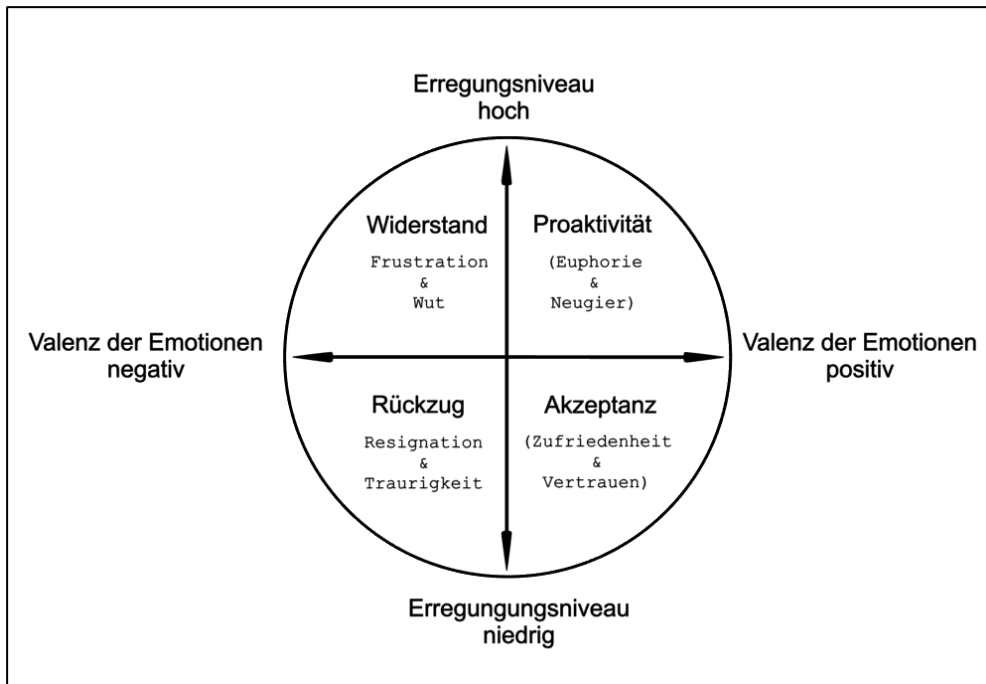 Erregungsniveau
hoch
Widerstand
Frustration
&
Wut
Proaktivität
(Euphorie
&
Neugier)
Valenz der Emotionen
negativ
Valenz der Emotionen
positiv
Rückzug
Resignation
&
Traurigkeit
Akzeptanz
(Zufriedenheit
&
Vertrauen)
Erregungungsniveau
niedrig